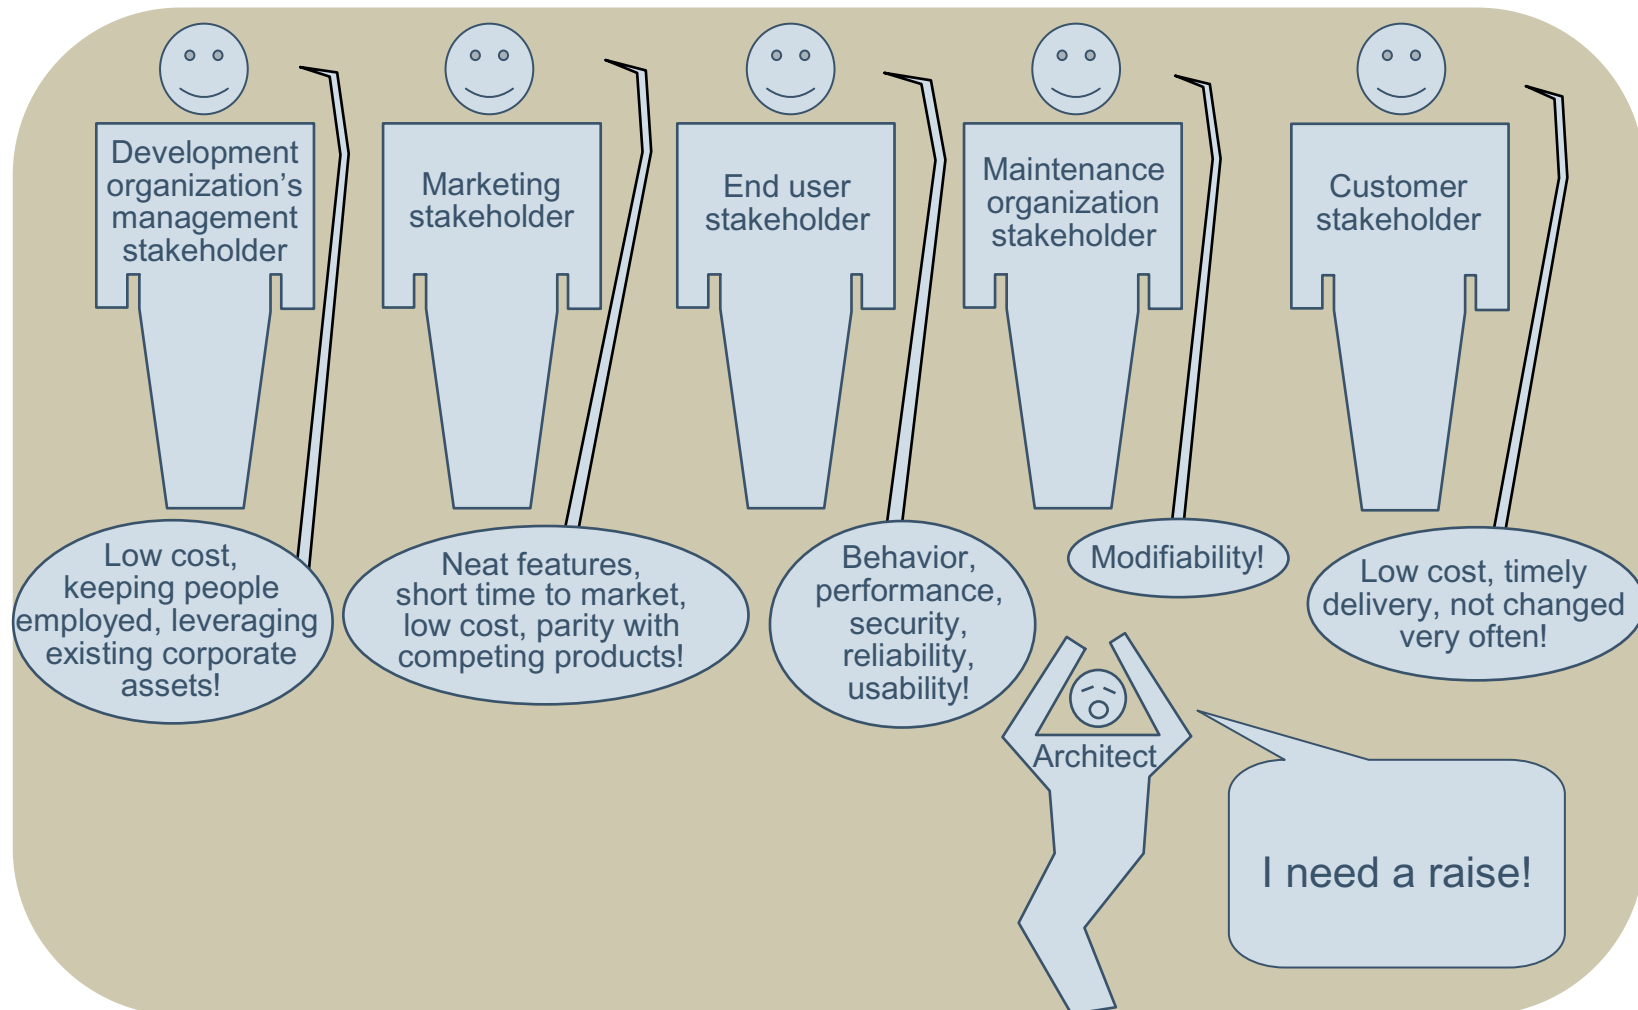 Development
organization's
management
stakeholder
Marketing
stakeholder
End user
stakeholder
Maintenance
organization
stakeholder
Customer
stakeholder
Low cost,
keeping people
employed, leveraging
existing corporate
assets!
Neat features,
short time to market,
low cost, parity with
competing products!
Behavior,
performance,
security,
reliability,
usability!
Modifiability!
Low cost, timely
delivery, not changed
very often!
Architect
I need a raise!